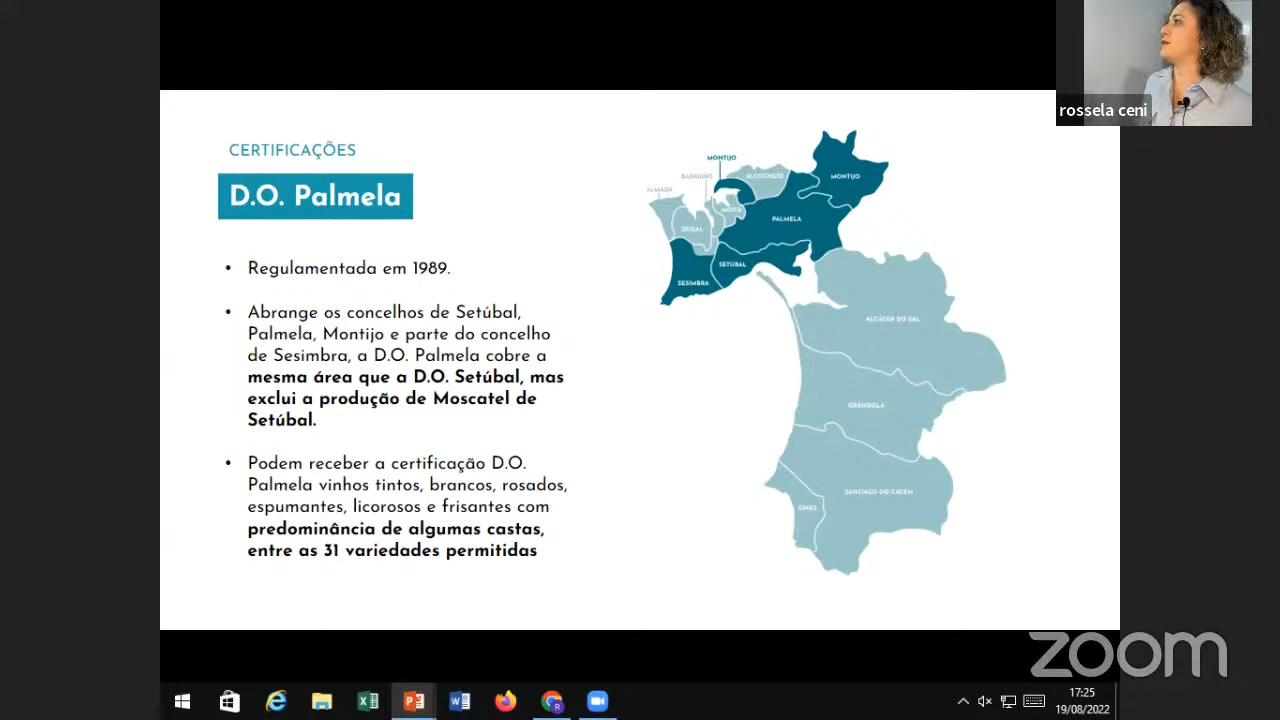 rossela ceni
CERTIFICAÇÕES
D.O. Palmela
• Regulamentada em 1989.
• Abrange os concelhos de Setúbal,
Palmela, Montijo e parte do concelho
de Sesimbra, a D.O. Palmela cobre a
mesma área que a D.O. Setúbal, mas
exclui a produção de Moscatel de
Setúbal.
• Podem receber a certificação D.O.
Palmela vinhos tintos, brancos, rosados,
espumantes, licorosos e frisantes com
predominância de algumas castas,
entre as 31 variedades permitidas
MONTIJO
BARREIRO
ALCOCHETE
MONTIJO
ALMADA
MOITA
PALMELA
SEIXAL
SETÚBAL
SESIMBRA
ALCÁCER DO SAL
GRÂNDOLA
SANTIAGO DO CACÉM
SINES
zoom
17:25
19/08/2022